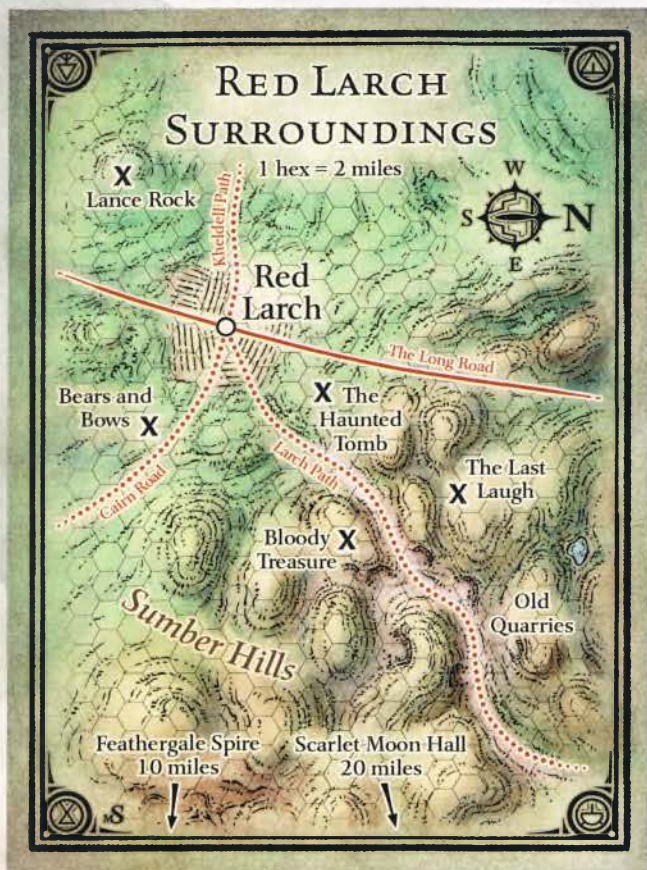 RED LARCH
SURROUNDINGS
1 hex = 2 miles
W
S
N
E
Lance Rock
Kheldell Path
Red
Larch
The Long Road
Bears and
Bows
The
Haunted
Tomb
Larch Path
Cairn Road
The Last
Laugh
Bloody
Treasure
Old
Quarries
Sumber Hills
Feathergale Spire
10 miles
Scarlet Moon Hall
20 miles
MS